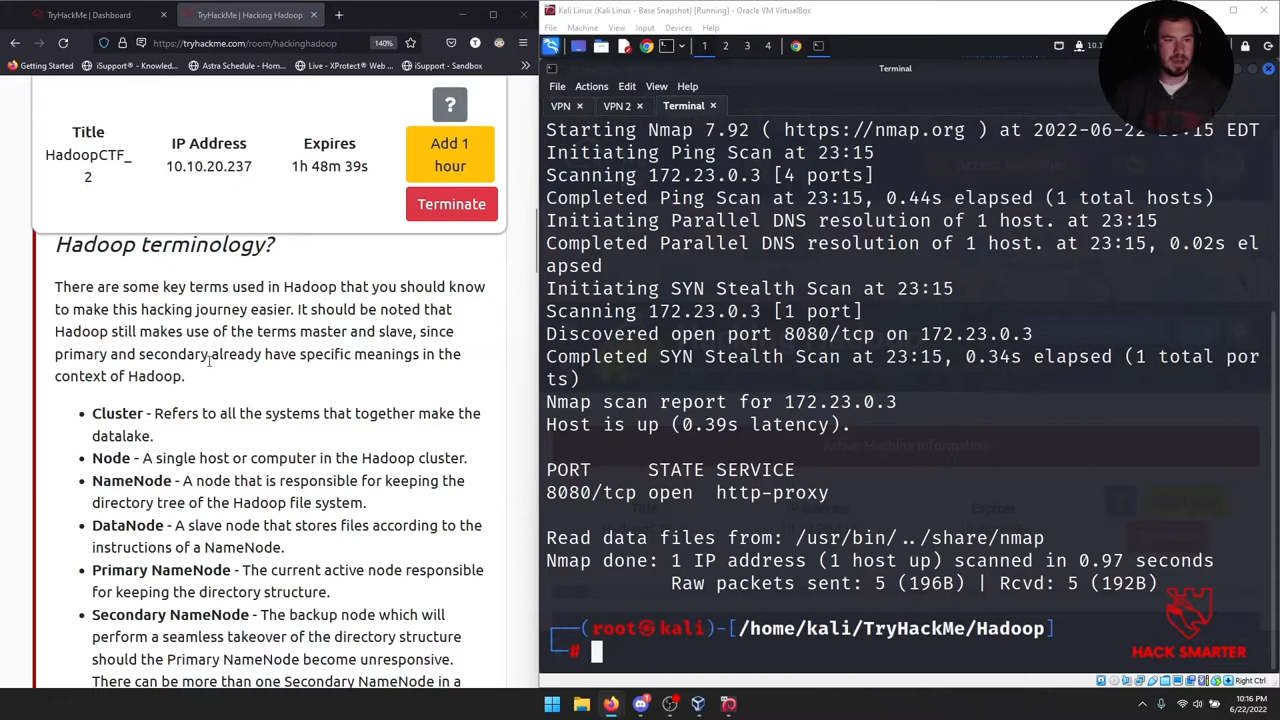 TryHackMe | Dashboard
TryHackMe | Hacking Hadoop
https://tryhackme.com/room/hackinghadoop
140%
Getting Started
iSupport - Knowled...
Astra Schedule - Hom...
Live - XProtect® Web ...
iSupport - Sandbox
Title
HadoopCTF_
2
IP Address
10.10.20.237
Expires
1h 48m 39s
?
Add 1
hour
Terminate
Hadoop terminology?
There are some key terms used in Hadoop that you should know
to make this hacking journey easier. It should be noted that
Hadoop still makes use of the terms master and slave, since
primary and secondary already have specific meanings in the
context of Hadoop.
Cluster - Refers to all the systems that together make the
datalake.
Node - A single host or computer in the Hadoop cluster.
NameNode - A node that is responsible for keeping the
directory tree of the Hadoop file system.
DataNode - A slave node that stores files according to the
instructions of a NameNode.
Primary NameNode - The current active node responsible
for keeping the directory structure.
Secondary NameNode - The backup node which will
perform a seamless takeover of the directory structure
should the Primary NameNode become unresponsive.
There can be more than one Secondary NameNode in a
Kali Linux (Kali Linux - Base Snapshot) [Running] - Oracle VM VirtualBox
File Machine View Input Devices Help
1 2 3 4
10.1
Terminal
File Actions Edit View Help
VPN
VPN 2
Terminal
Starting Nmap 7.92 ( https://nmap.org ) at 2022-06-22 23:15 EDT
Initiating Ping Scan at 23:15
Scanning 172.23.0.3 [4 ports]
Completed Ping Scan at 23:15, 0.44s elapsed (1 total hosts)
Initiating Parallel DNS resolution of 1 host. at 23:15
Completed Parallel DNS resolution of 1 host. at 23:15, 0.02s el
apsed
Initiating SYN Stealth Scan at 23:15
Scanning 172.23.0.3 [1 port]
Discovered open port 8080/tcp on 172.23.0.3
Completed SYN Stealth Scan at 23:15, 0.34s elapsed (1 total por
ts)
Nmap scan report for 172.23.0.3
Host is up (0.39s latency).
Active Machine Information
PORT STATE SERVICE
8080/tcp open http-proxy
Title
Read data files from: /usr/bin/../share/nmap
Nmap done: 1 IP address (1 host up) scanned in 0.97 seconds
Raw packets sent: 5 (196B) | Rcvd: 5 (192B)
(root㉿kali)-[/home/kali/TryHackMe/Hadoop]
#
HACK SMARTER
Right Ctrl
10:16 PM
6/22/2022